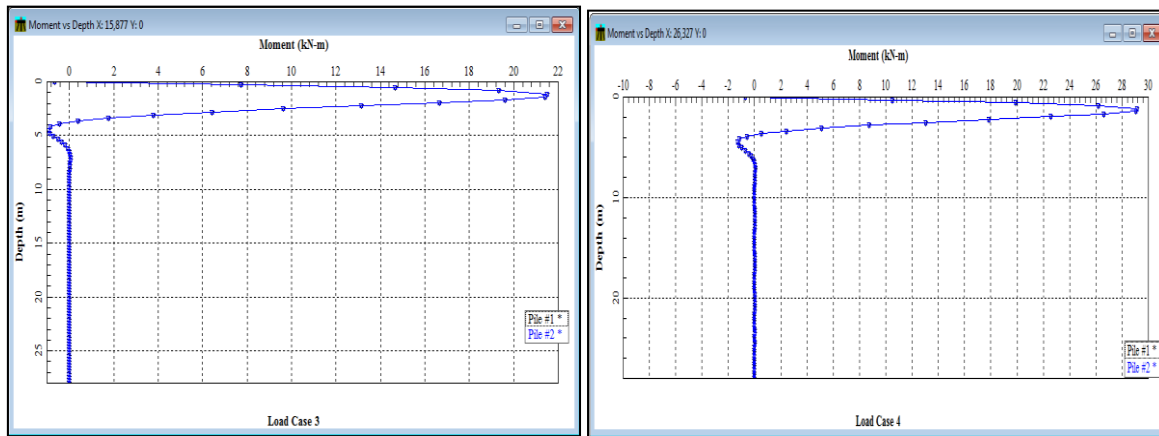 Moment vs Depth X: 15,877 Y: 0
Moment (kN-m)
0 2 4 6 8 10 12 14 16 18 20 22
0
5
10
15
20
25
Depth (m)
Pile #1 *
Pile #2 *
Load Case 3
Moment vs Depth X: 26,327 Y: 0
Moment (kN-m)
-10 -8 -6 -4 -2 0 2 4 6 8 10 12 14 16 18 20 22 24 26 28 30
0
10
20
Depth (m)
Pile #1 *
Pile #2 *
Load Case 4